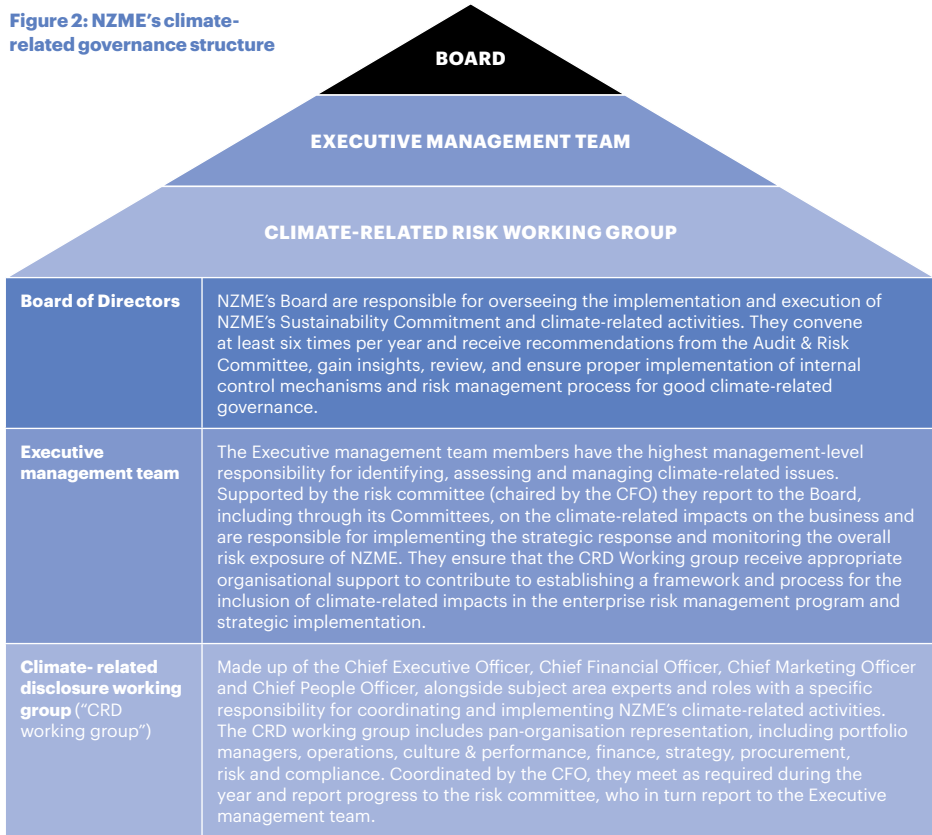 Figure 2: NZME's climate-
related governance structure
BOARD
EXECUTIVE MANAGEMENT TEAM
CLIMATE-RELATED RISK WORKING GROUP
Board of Directors
NZME's Board are responsible for overseeing the implementation and execution of
NZME's Sustainability Commitment and climate-related activities. They convene
at least six times per year and receive recommendations from the Audit & Risk
Committee, gain insights, review, and ensure proper implementation of internal
control mechanisms and risk management process for good climate-related
governance.
Executive
management team
The Executive management team members have the highest management-level
responsibility for identifying, assessing and managing climate-related issues.
Supported by the risk committee (chaired by the CFO) they report to the Board,
including through its Committees, on the climate-related impacts on the business and
are responsible for implementing the strategic response and monitoring the overall
risk exposure of NZME. They ensure that the CRD Working group receive appropriate
organisational support to contribute to establishing a framework and process for the
inclusion of climate-related impacts in the enterprise risk management program and
strategic implementation.
Climate- related
disclosure working
group ("CRD
working group")
Made up of the Chief Executive Officer, Chief Financial Officer, Chief Marketing Officer
and Chief People Officer, alongside subject area experts and roles with a specific
responsibility for coordinating and implementing NZME's climate-related activities.
The CRD working group includes pan-organisation representation, including portfolio
managers, operations, culture & performance, finance, strategy, procurement,
risk and compliance. Coordinated by the CFO, they meet as required during the
year and report progress to the risk committee, who in turn report to the Executive
management team.